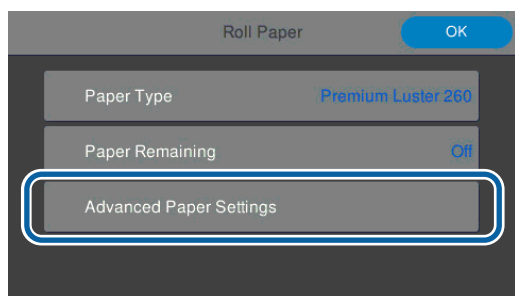 Roll Paper OK
Paper Type Premium Luster 260
Paper Remaining Off
Advanced Paper Settings